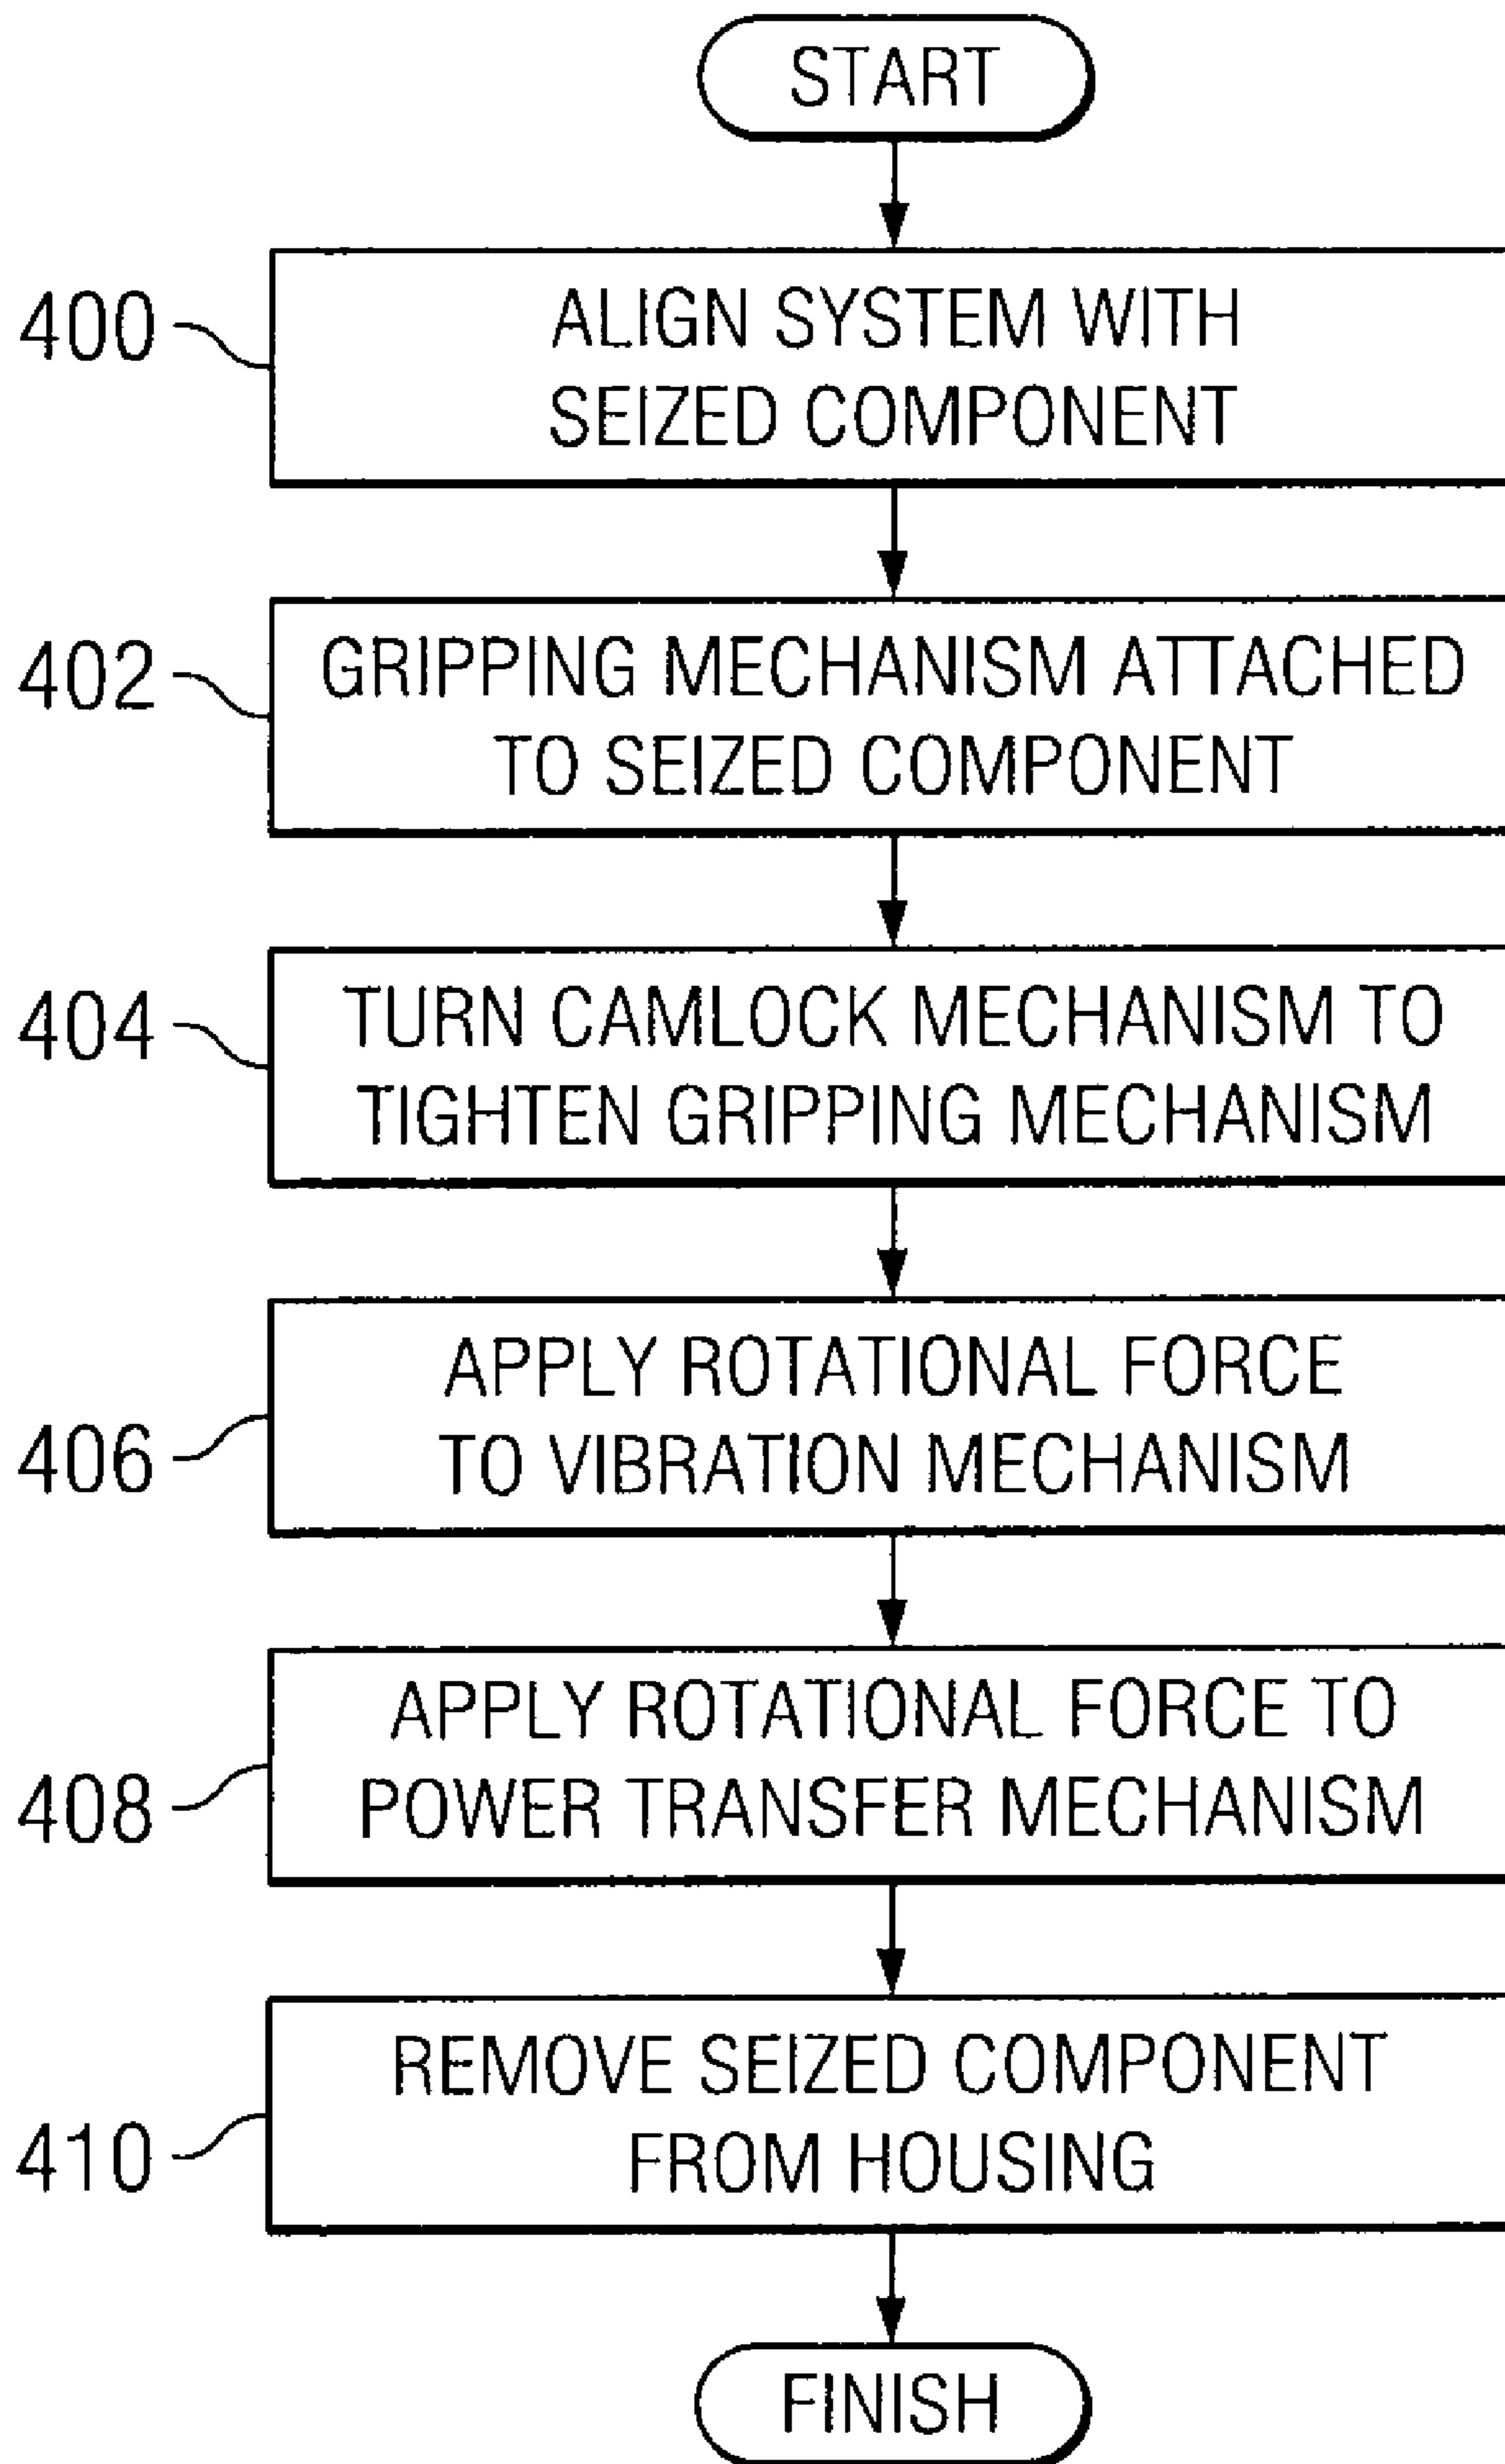 START
400
ALIGN SYSTEM WITH
SEIZED COMPONENT
402
GRIPPING MECHANISM ATTACHED
TO SEIZED COMPONENT
404
TURN CAMLOCK MECHANISM TO
TIGHTEN GRIPPING MECHANISM
406
APPLY ROTATIONAL FORCE
TO VIBRATION MECHANISM
408
APPLY ROTATIONAL FORCE TO
POWER TRANSFER MECHANISM
410
REMOVE SEIZED COMPONENT
FROM HOUSING
FINISH